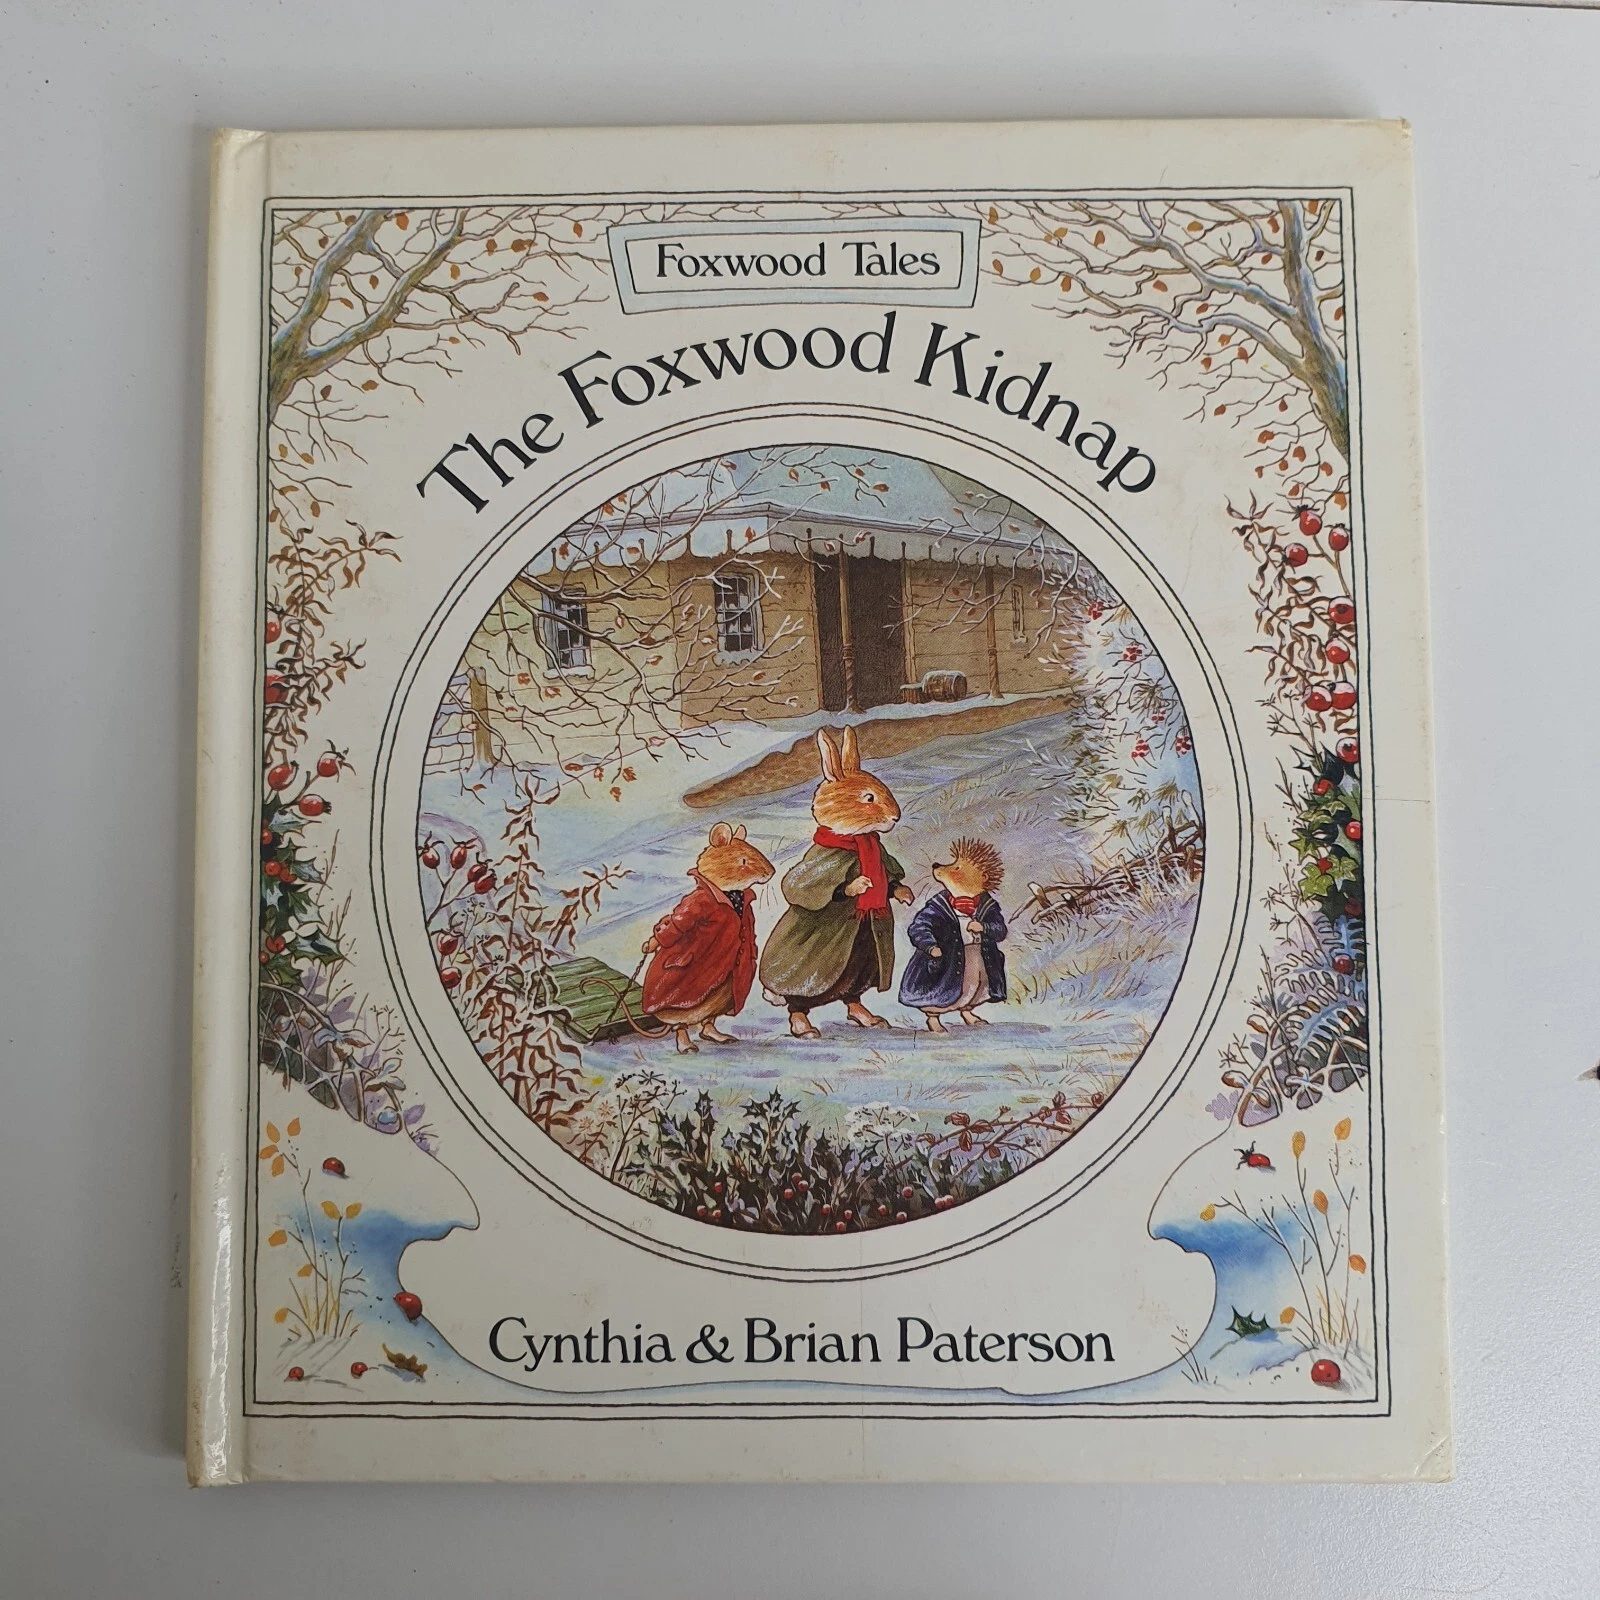 Foxwood Tales
The Foxwood Kidnap
Cynthia & Brian Paterson